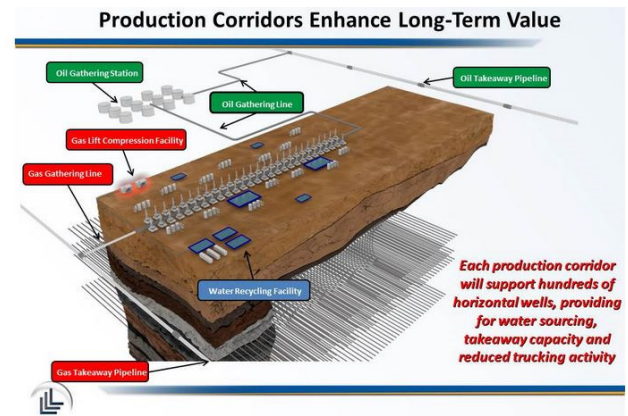 Production Corridors Enhance Long-Term Value
Oil Gathering Station
Oil Takeaway Pipeline
Oil Gathering Line
Gas Lift Compression Facility
Gas Gathering Line
Water Recycling Facility
Each production corridor
will support hundreds of
horizontal wells, providing
for water sourcing,
takeaway capacity and
reduced trucking activity
Gas Takeaway Pipeline